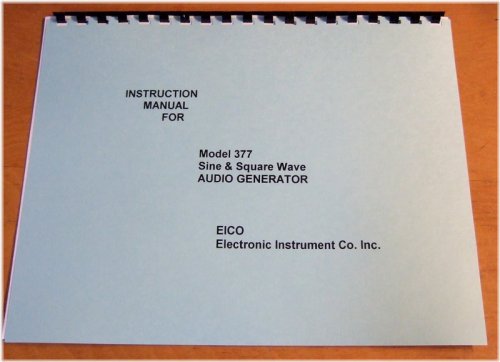 INSTRUCTION
MANUAL
FOR
Model 377
Sine & Square Wave
AUDIO GENERATOR
EICO
Electronic Instrument Co. Inc.